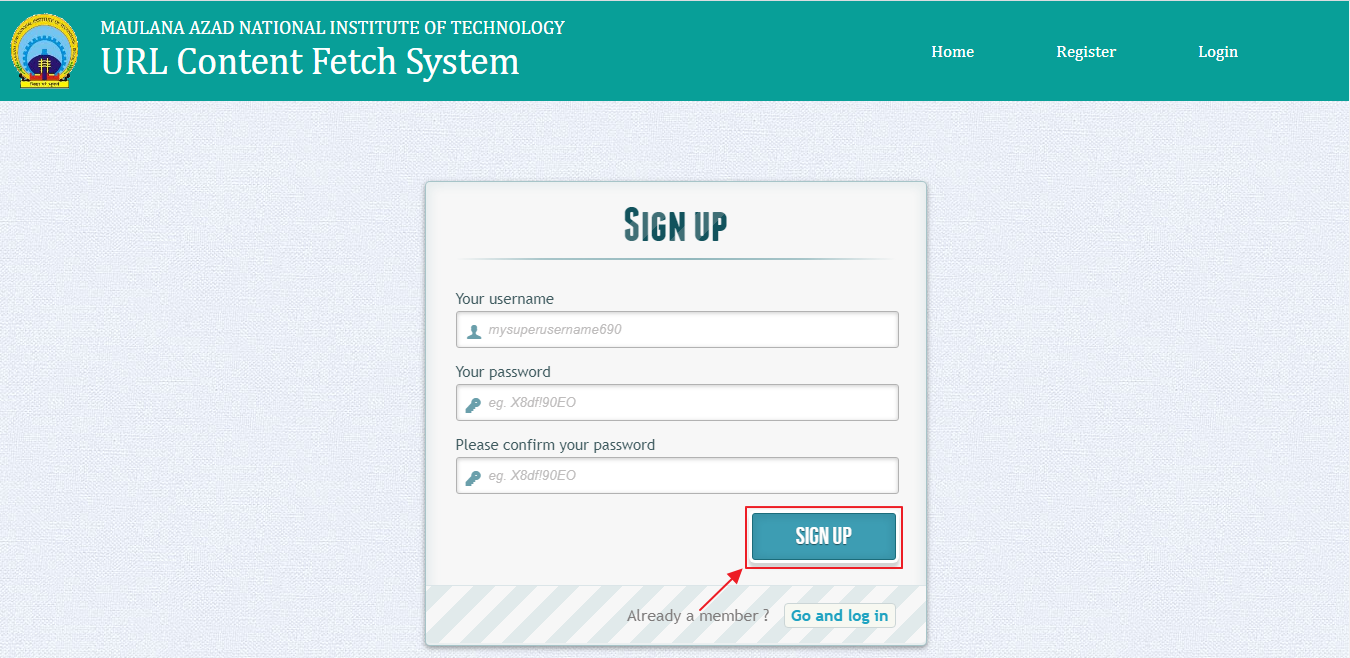 MAULANA AZAD NATIONAL INSTITUTE OF TECHNOLOGY
URL Content Fetch System
Home Register Login
SIGN UP
Your username
mysuperusername690
Your password
eg. X8df!90EO
Please confirm your password
eg. X8df!90EO
SIGN UP
Already a member ? Go and log in